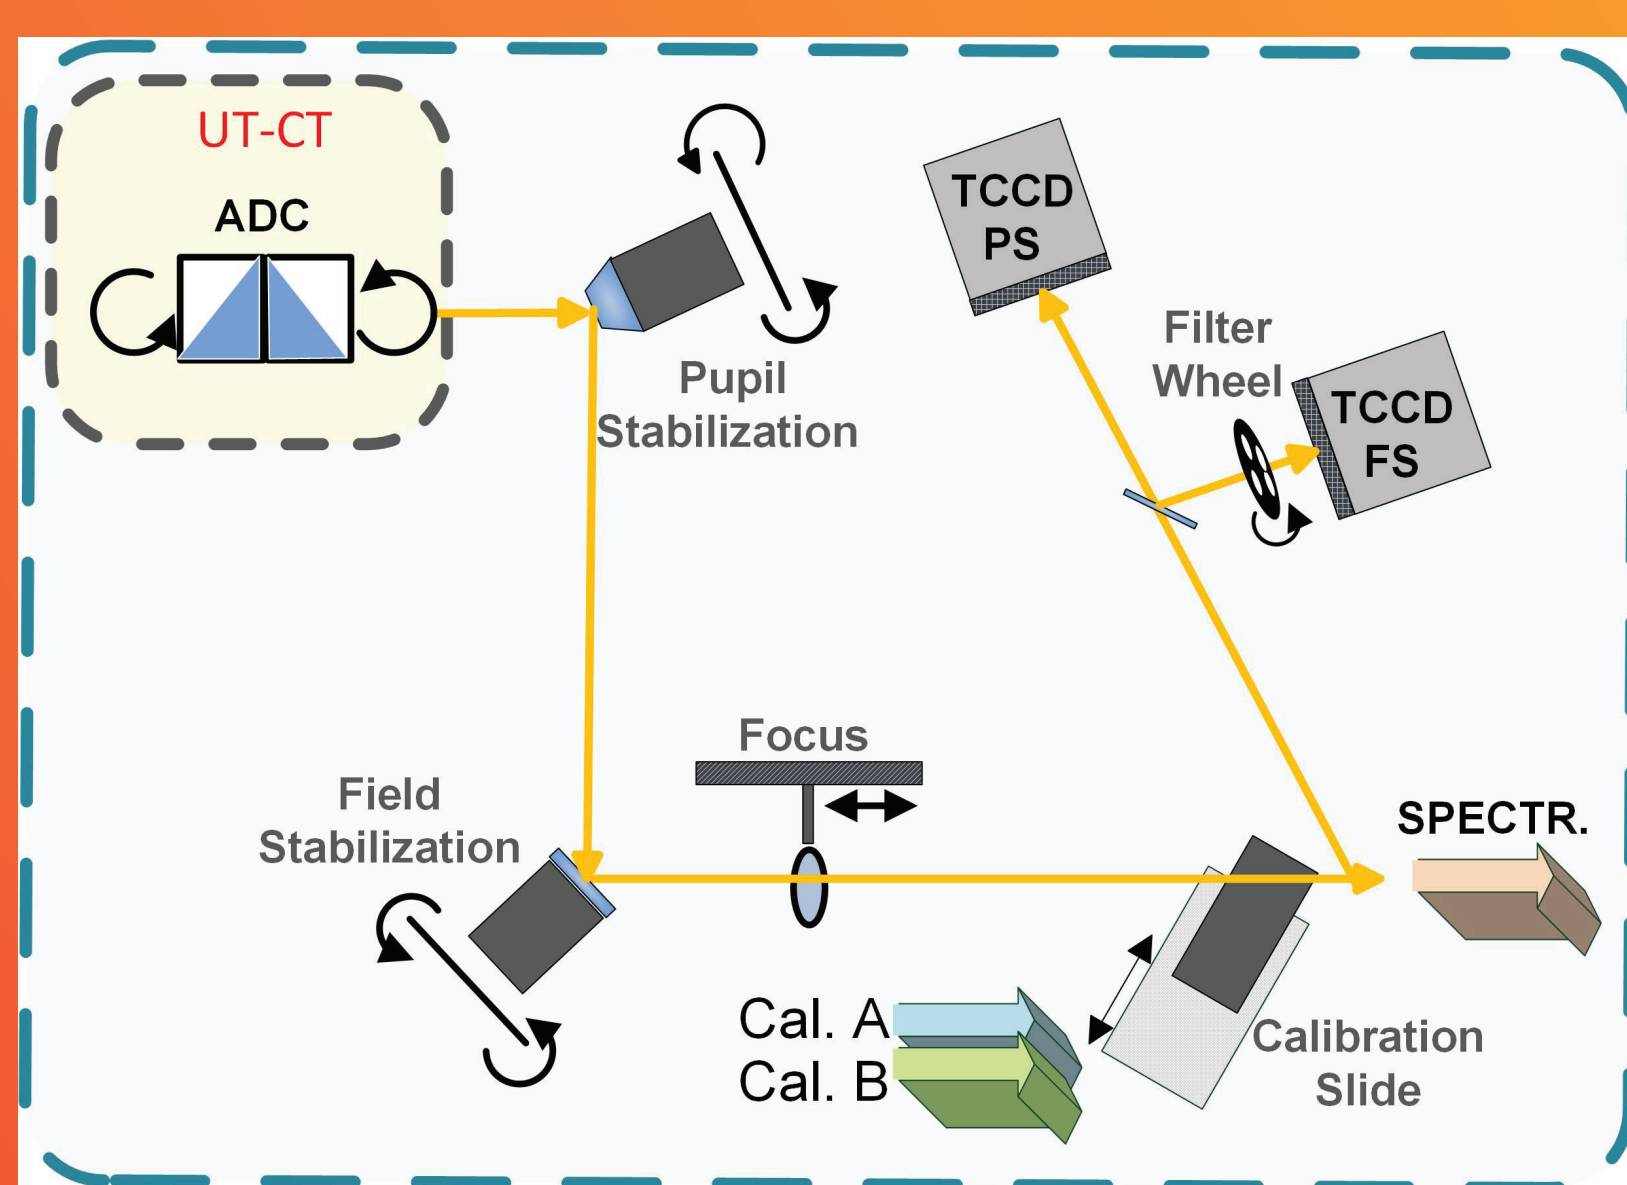 UT-CT
ADC
Pupil
Stabilization
TCCD
PS
Filter
Wheel
TCCD
FS
Focus
Field
Stabilization
SPECTR.
Cal. A
Cal. B
Calibration
Slide